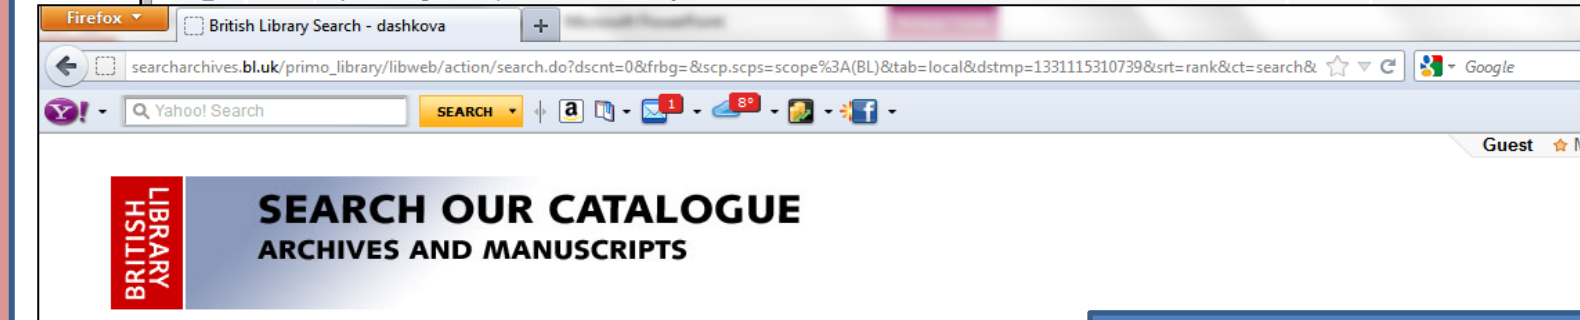 Firefox
British Library Search - dashkova
searcharchives.bl.uk/primo_library/libweb/action/search.do?dscnt=0&frbg=&scp.scps=scope%3A(BL)&tab=local&dstmp=1331115310739&srt=rank&ct=search& Google
Yahoo! Search SEARCH a 1 8° f
Guest
BRITISH
LIBRARY
SEARCH OUR CATALOGUE
ARCHIVES AND MANUSCRIPTS